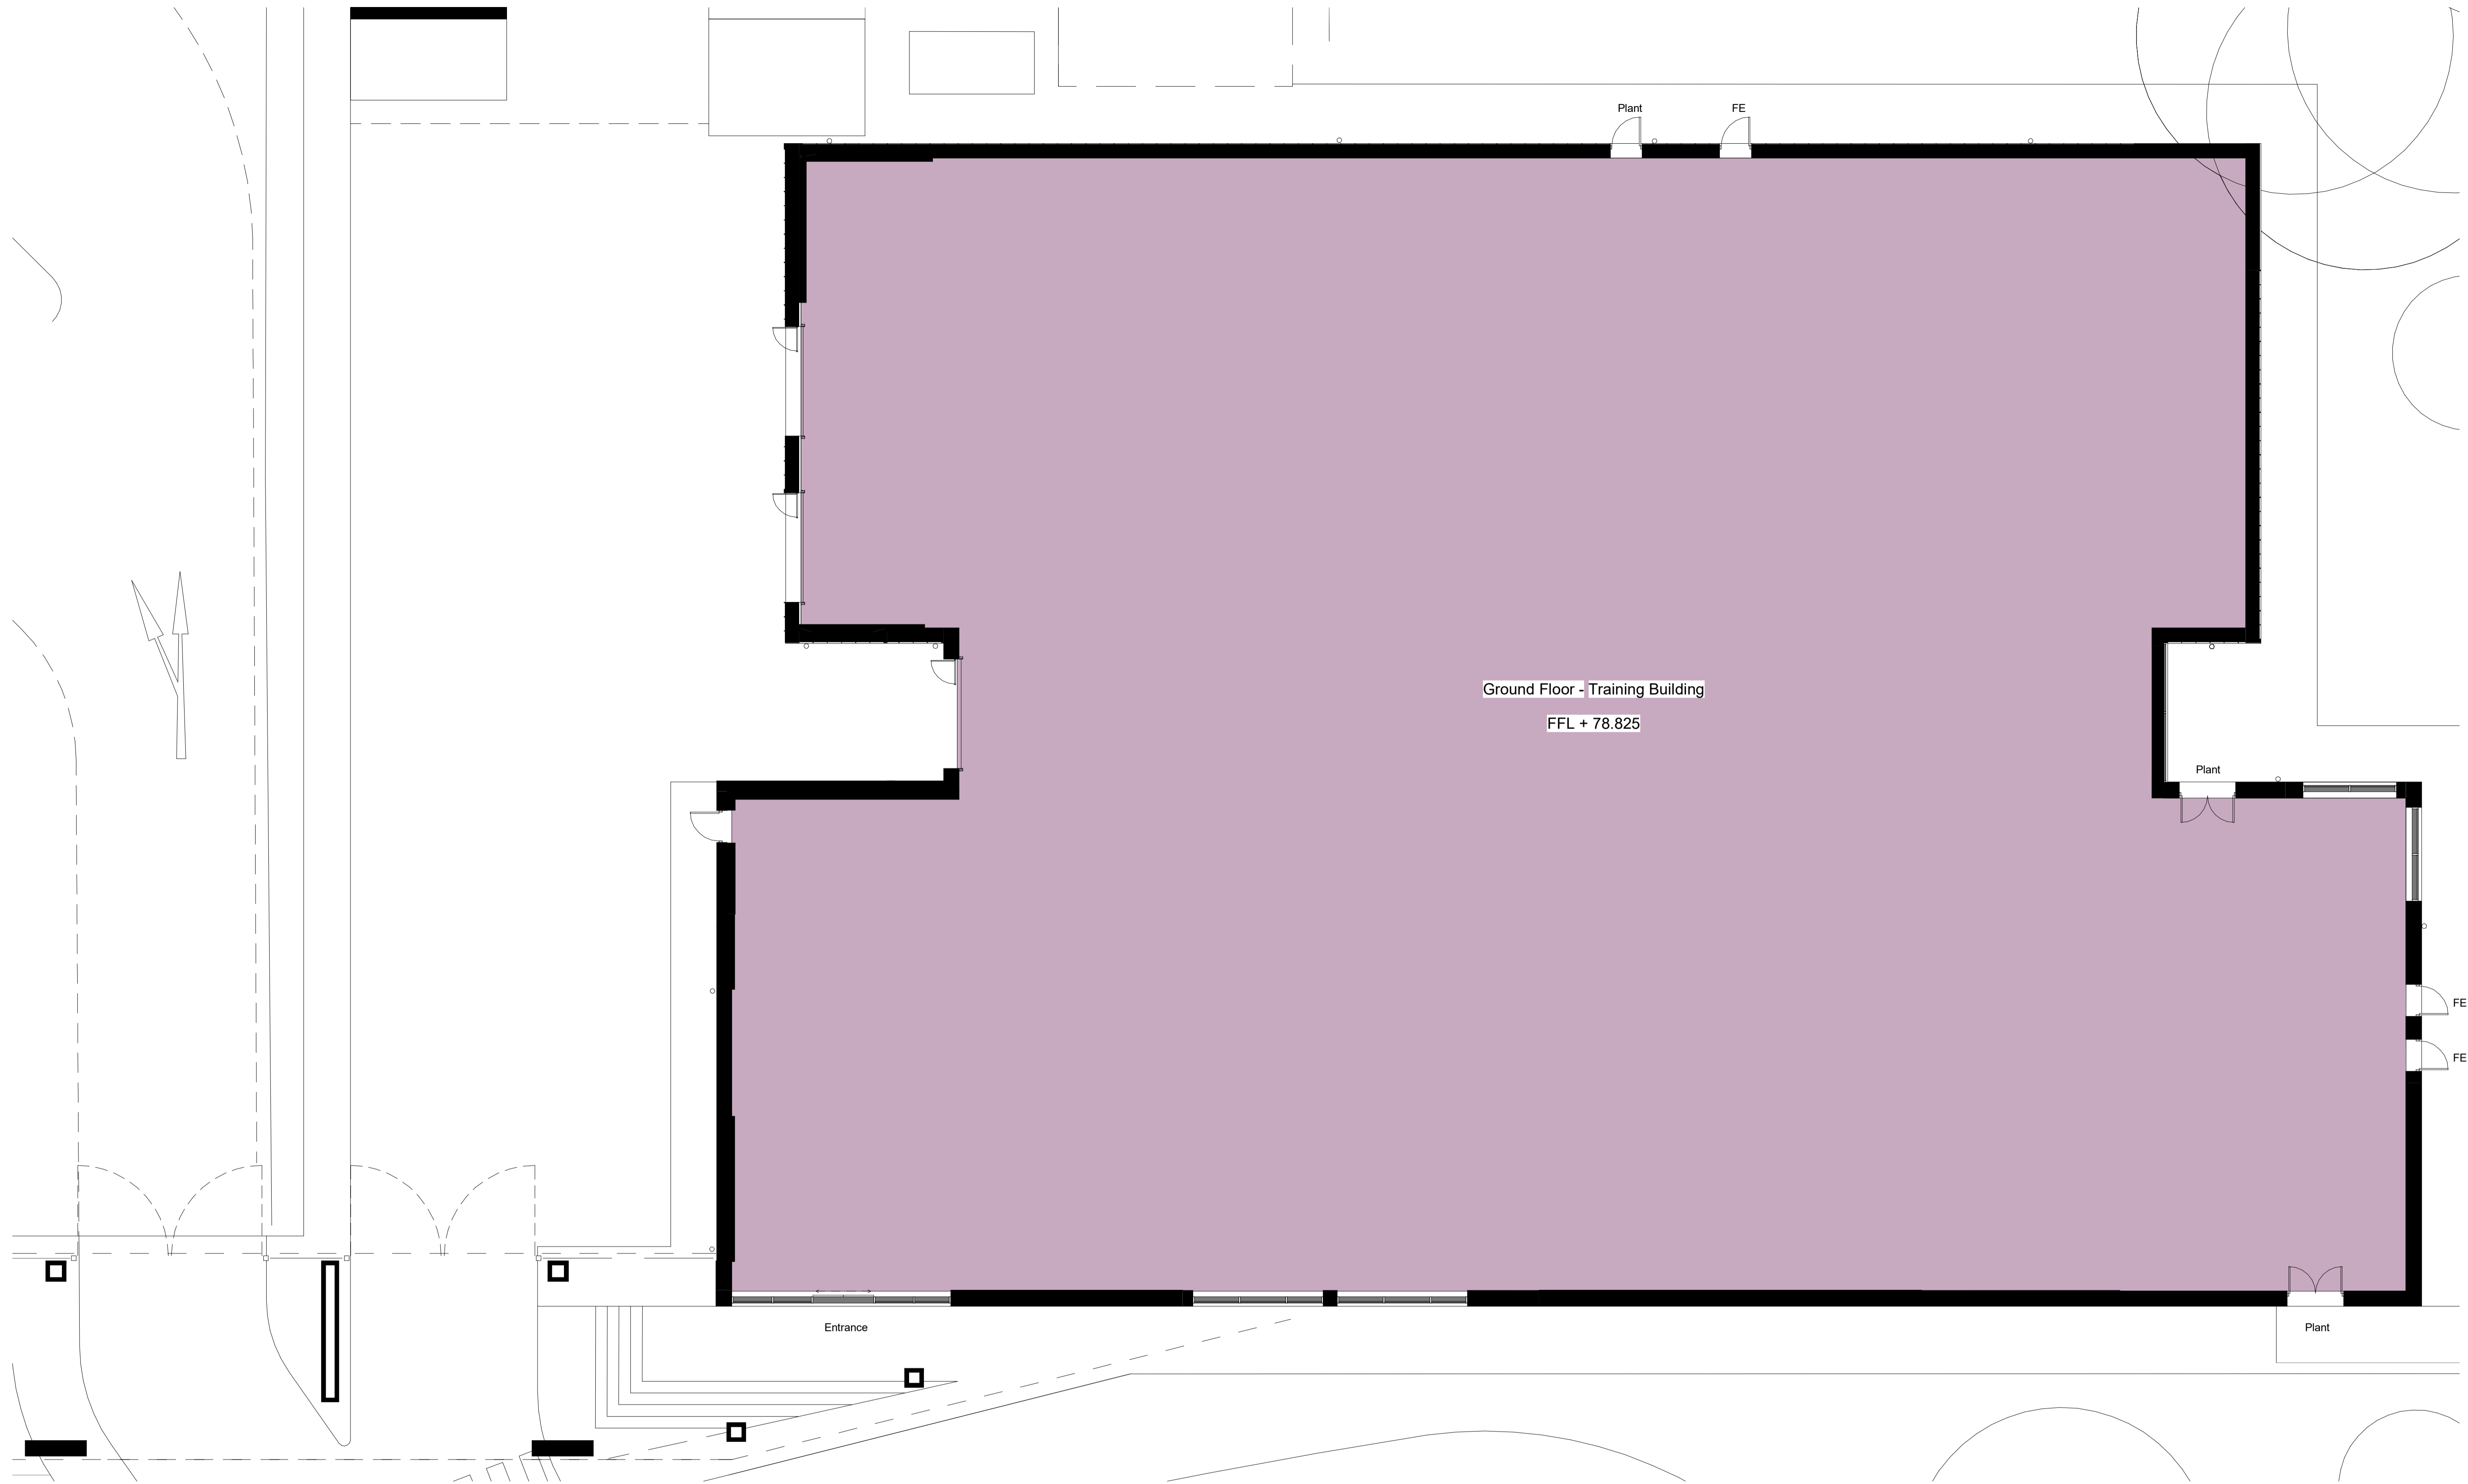 Plant
FE
Ground Floor - Training Building
FFL + 78.825
Plant
FE
FE
Entrance
Plant